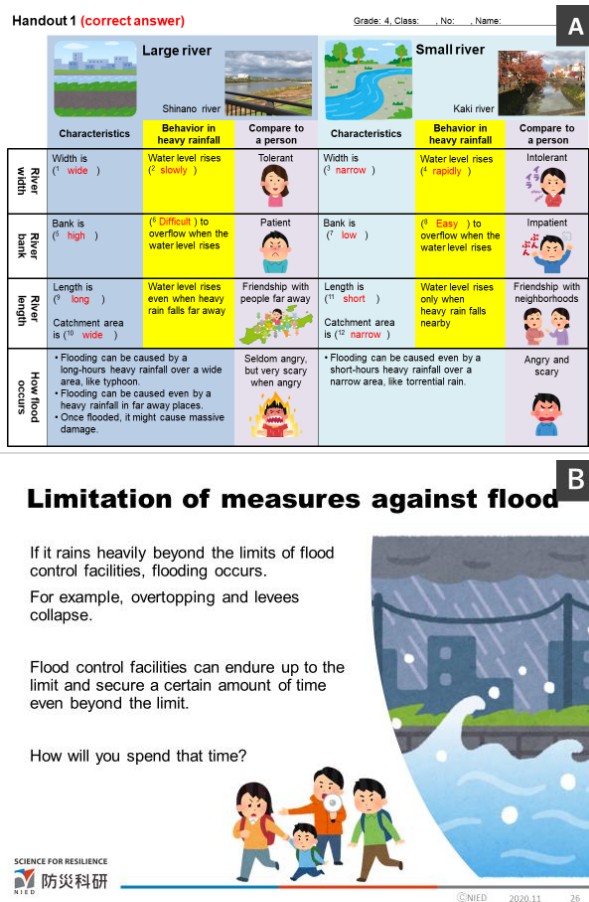 Handout 1 (correct answer)
Grade: 4, Class: , No: , Name:
A
Large river
Shinano river
Small river
Kaki river
Characteristics
Behavior in
heavy rainfall
Compare to
a person
Characteristics
Behavior in
heavy rainfall
Compare to
a person
River
width
Width is
(1 wide )
Water level rises
(2 slowly )
Tolerant
Width is
(3 narrow )
Water level rises
(4 rapidly )
Intolerant
イライラ
River
bank
Bank is
(5 high )
(6 Difficult ) to
overflow when the
water level rises
Patient
Bank is
(7 low )
(8 Easy ) to
overflow when the
water level rises
Impatient
ぷんぷん
River
length
Length is
(9 long )
Catchment area
is (10 wide )
Water level rises
even when heavy
rain falls far away
Friendship with
people far away
Length is
(11 short )
Catchment area
is (12 narrow )
Water level rises
only when
heavy rain falls
nearby
Friendship with
neighborhoods
How flood
occurs
• Flooding can be caused by a
long-hours heavy rainfall over a wide
area, like typhoon.
• Flooding can be caused even by a
heavy rainfall in far away places.
• Once flooded, it might cause massive
damage.
Seldom angry,
but very scary
when angry
• Flooding can be caused even by a
short-hours heavy rainfall over a
narrow area, like torrential rain.
Angry and
scary
B
Limitation of measures against flood
If it rains heavily beyond the limits of flood
control facilities, flooding occurs.
For example, overtopping and levees
collapse.
Flood control facilities can endure up to the
limit and secure a certain amount of time
even beyond the limit.
How will you spend that time?
SCIENCE FOR RESILIENCE
NIED
防災科研
ⒸNIED 2020.11 26